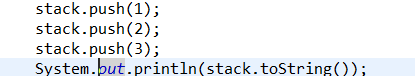 stack.push(1);
stack.push(2);
stack.push(3);
System.out.println(stack.toString());